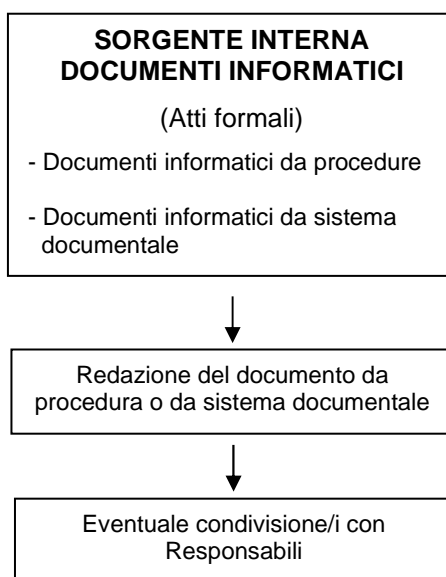 SORGENTE INTERNA
DOCUMENTI INFORMATICI
(Atti formali)
- Documenti informatici da procedure
- Documenti informatici da sistema
documentale
Redazione del documento da
procedura o da sistema documentale
Eventuale condivisione/i con
Responsabili